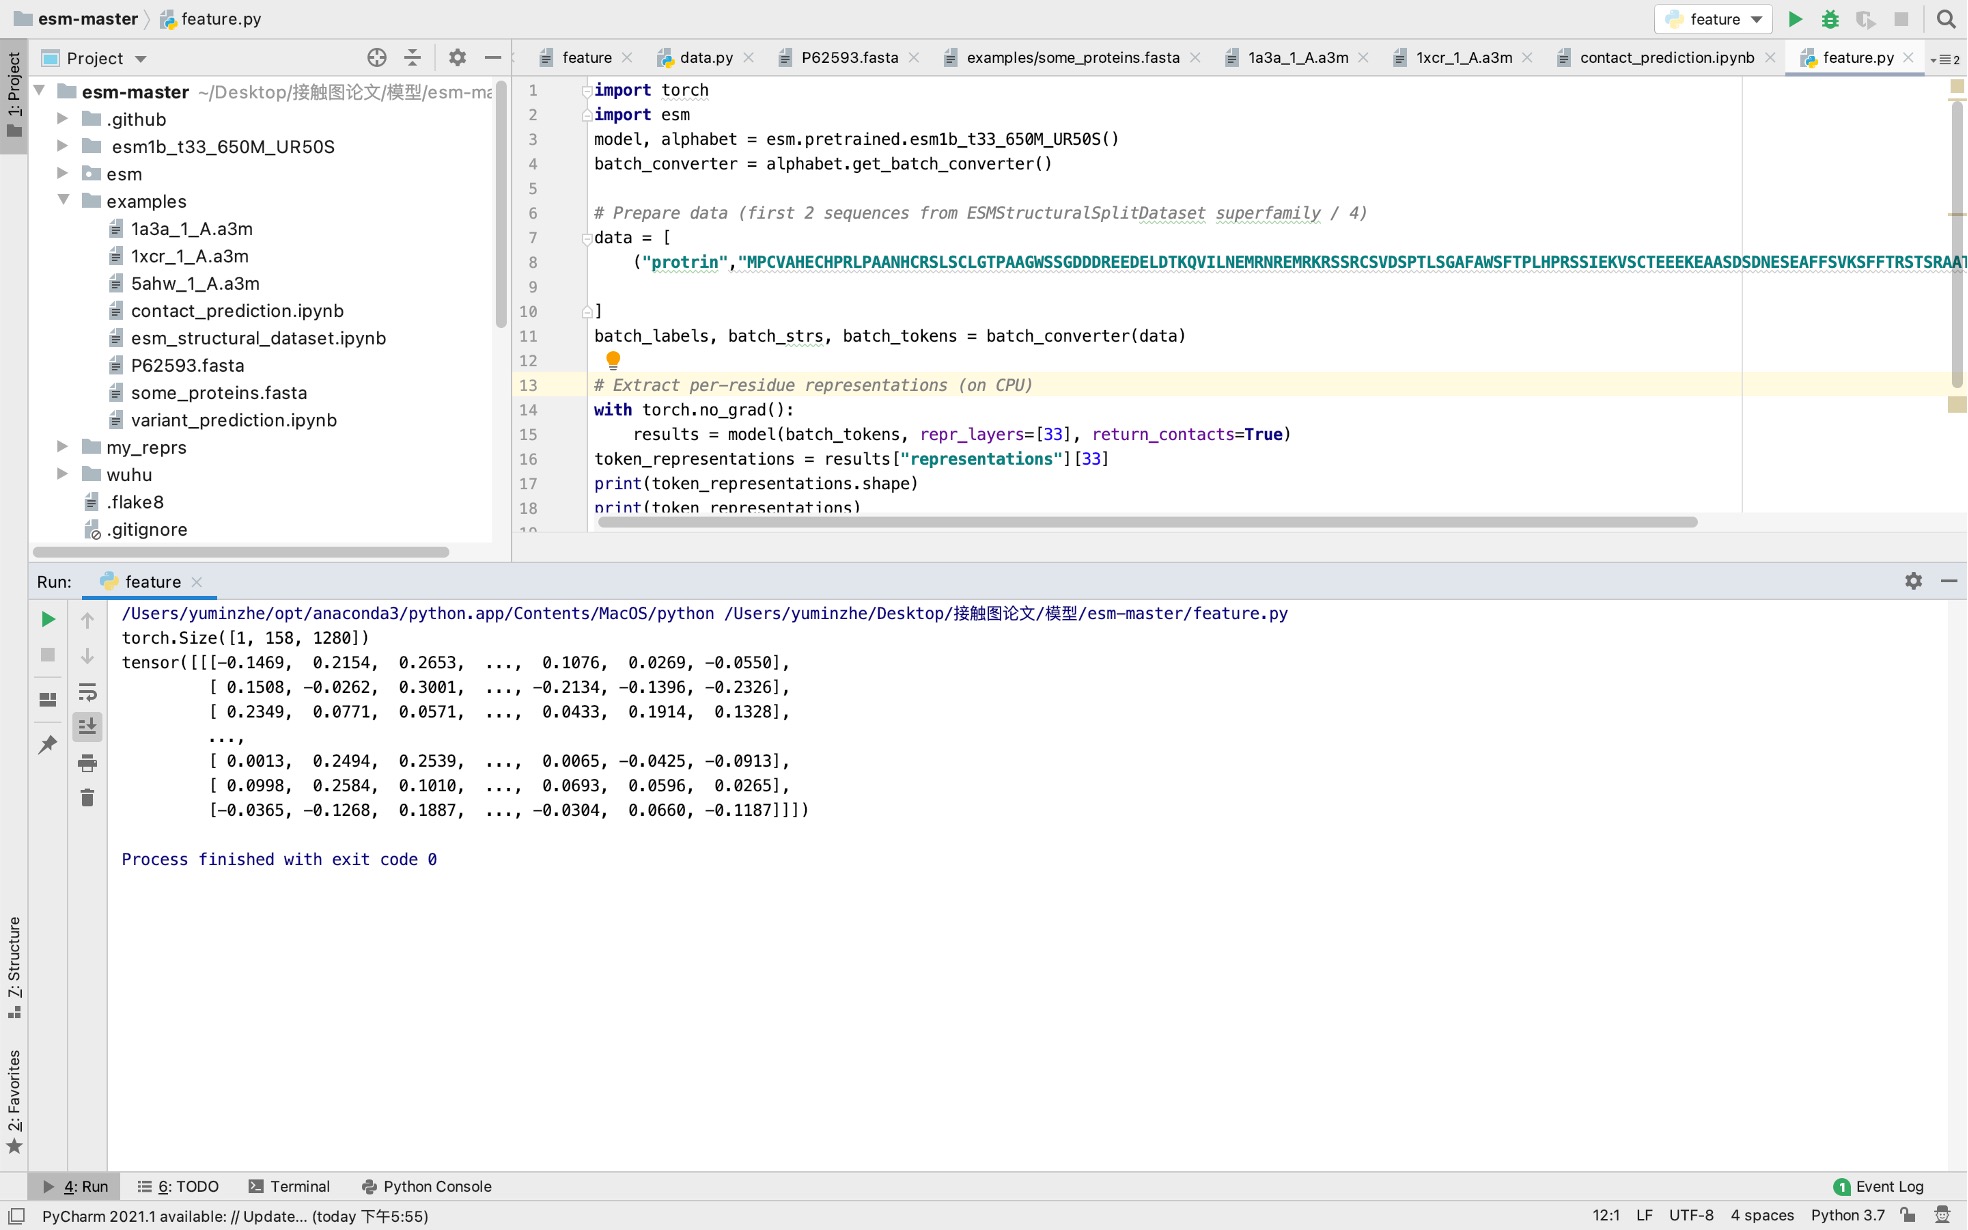 esm-master feature.py
feature
1: Project
Project
feature data.py P62593.fasta examples/some_proteins.fasta 1a3a_1_A.a3m 1xcr_1_A.a3m contact_prediction.ipynb feature.py 2
esm-master ~/Desktop/接触图论文/模型/esm-ma
.github
esm1b_t33_650M_UR50S
esm
examples
1a3a_1_A.a3m
1xcr_1_A.a3m
5ahw_1_A.a3m
contact_prediction.ipynb
esm_structural_dataset.ipynb
P62593.fasta
some_proteins.fasta
variant_prediction.ipynb
my_reprs
wuhu
.flake8
.gitignore
1 import torch
2 import esm
3 model, alphabet = esm.pretrained.esm1b_t33_650M_UR50S()
4 batch_converter = alphabet.get_batch_converter()
5
6 # Prepare data (first 2 sequences from ESMStructuralSplitDataset superfamily / 4)
7 data = [
8 ("protrin","MPCVAHECHPRLPAANHCRSLSCLGTPAAGWSSGDDDREEDELDTKQVILNEMRNREMRKRSSRCSVDSPTLSGAFAWSFTPLHPRSSIEKVSCTEEEKEAASDSDNESEAFFSVKSFFTRSTSRAAT
9
10 ]
11 batch_labels, batch_strs, batch_tokens = batch_converter(data)
12
13 # Extract per-residue representations (on CPU)
14 with torch.no_grad():
15 results = model(batch_tokens, repr_layers=[33], return_contacts=True)
16 token_representations = results["representations"][33]
17 print(token_representations.shape)
18 print(token_representations)
19
Run: feature
/Users/yuminzhe/opt/anaconda3/python.app/Contents/MacOS/python /Users/yuminzhe/Desktop/接触图论文/模型/esm-master/feature.py
torch.Size([1, 158, 1280])
tensor([[[-0.1469, 0.2154, 0.2653, ..., 0.1076, 0.0269, -0.0550],
[ 0.1508, -0.0262, 0.3001, ..., -0.2134, -0.1396, -0.2326],
[ 0.2349, 0.0771, 0.0571, ..., 0.0433, 0.1914, 0.1328],
...,
[ 0.0013, 0.2494, 0.2539, ..., 0.0065, -0.0425, -0.0913],
[ 0.0998, 0.2584, 0.1010, ..., 0.0693, 0.0596, 0.0265],
[-0.0365, -0.1268, 0.1887, ..., -0.0304, 0.0660, -0.1187]]])
Process finished with exit code 0
7: Structure
2: Favorites
4: Run 6: TODO Terminal Python Console 1 Event Log
PyCharm 2021.1 available: // Update... (today 下午5:55) 12:1 LF UTF-8 4 spaces Python 3.7